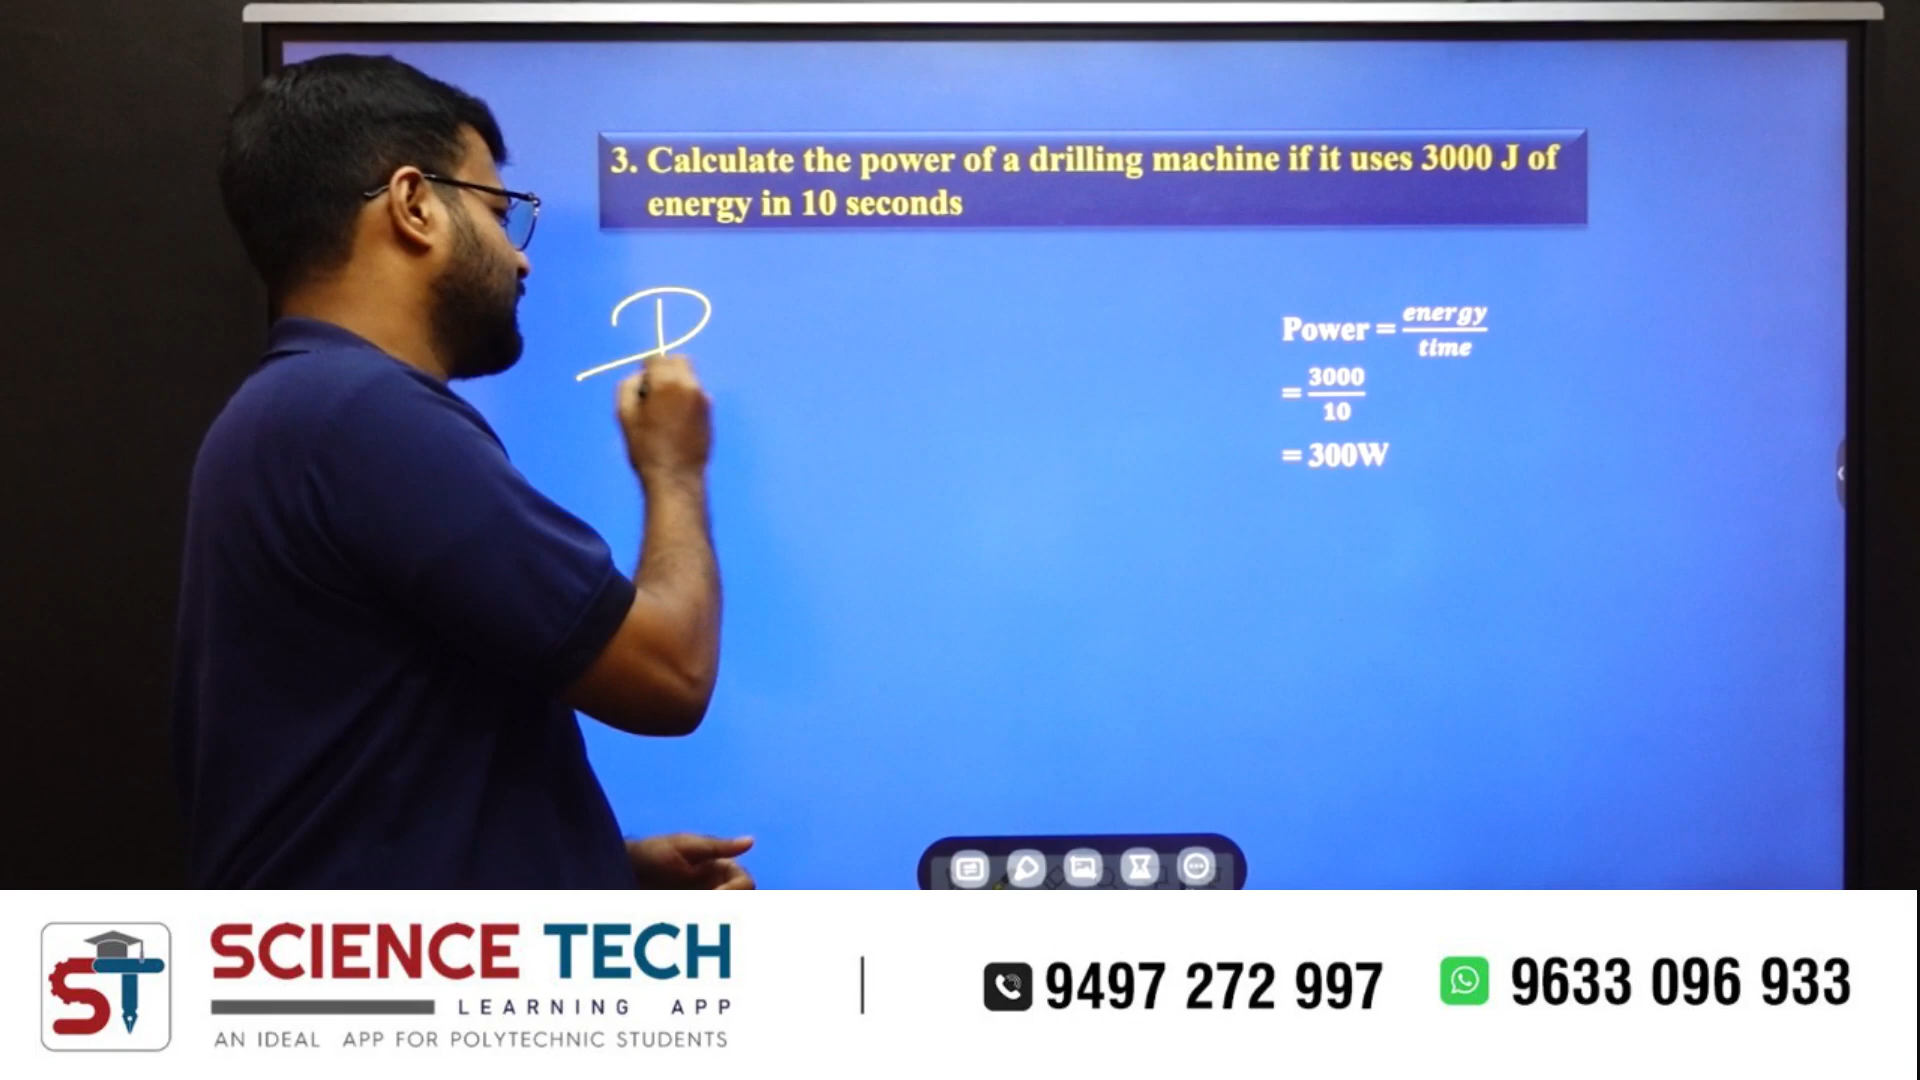 3. Calculate the power of a drilling machine if it uses 3000 J of
energy in 10 seconds
P
Power = energy/time
= 3000/10
= 300W
ST
SCIENCE TECH
LEARNING APP
AN IDEAL APP FOR POLYTECHNIC STUDENTS
9497 272 997
9633 096 933